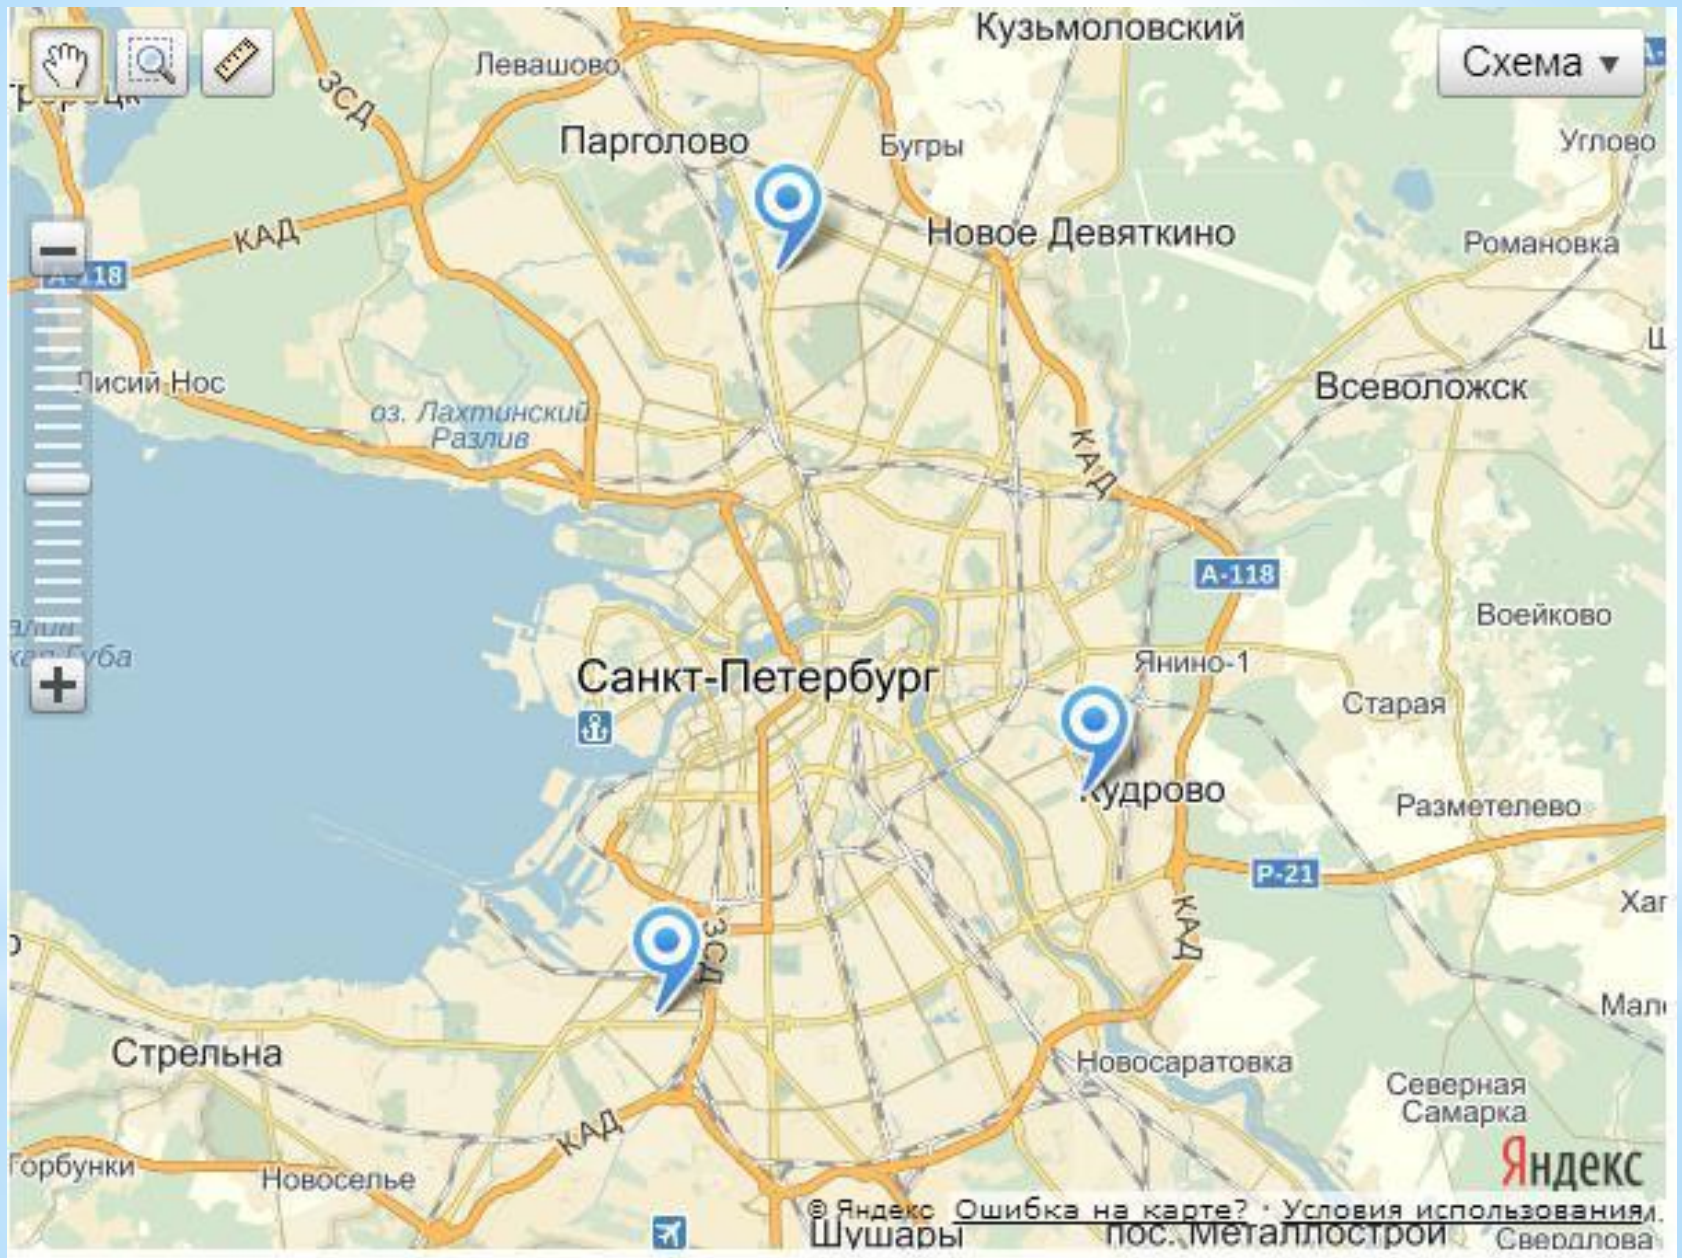 Кузьмоловский
Схема
Левашово
ЗСД
Парголово
Бугры
Углово
КАД
Новое Девяткино
Романовка
А-118
Лисий Нос
оз. Лахтинский
Разлив
Всеволожск
КАД
А-118
Воейково
Губа
Санкт-Петербург
Янино-1
Старая
Кудрово
Разметелево
Р-21
ЗСД
КАД
Стрельна
Новосаратовка
Северная
Самарка
КАД
Горбунки
Новоселье
Яндекс
© Яндекс Ошибка на карте? · Условия использования
Шушары
пос. Металлострой
Свердлова